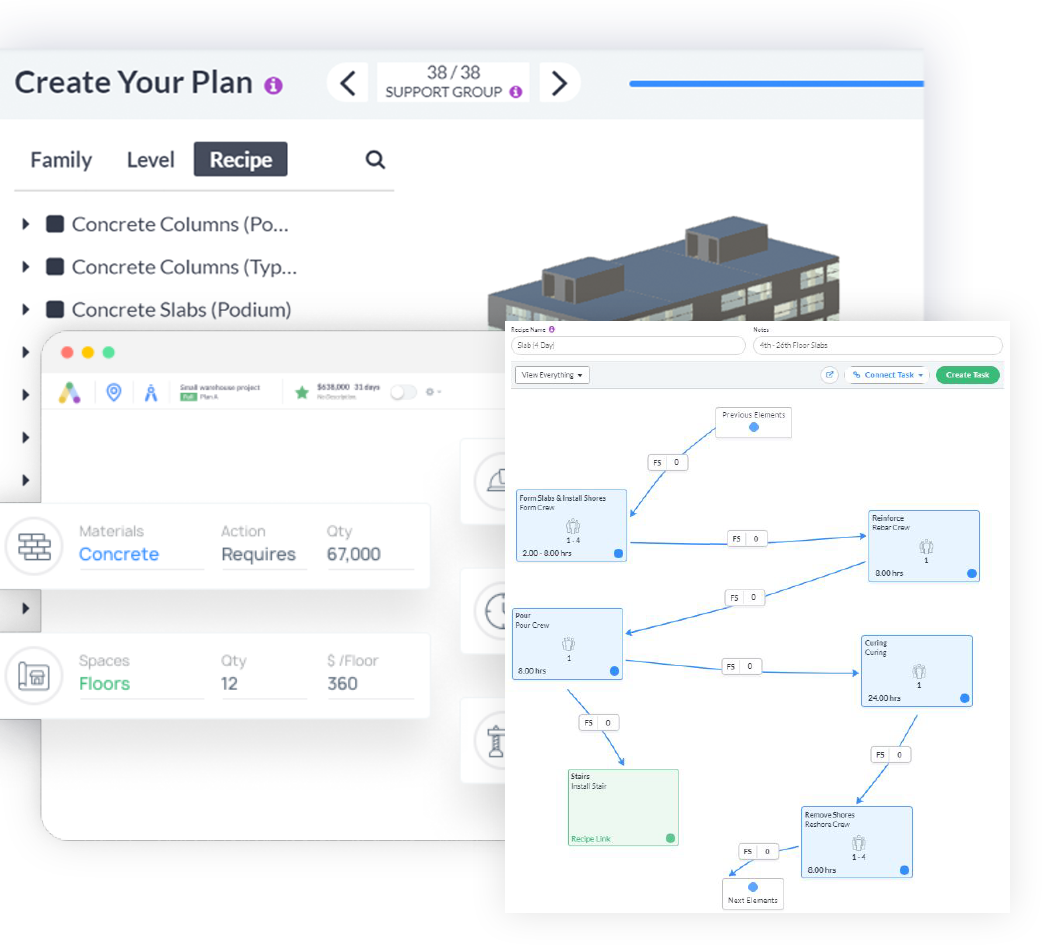 Create Your Plan
38 / 38
SUPPORT GROUP
Family Level Recipe
Concrete Columns (Po...
Concrete Columns (Typ...
Concrete Slabs (Podium)
Small warehouse project
Full Plan A
$638,000 31 days
No Description
Materials Action Qty
Concrete Requires 67,000
Spaces Qty $ /Floor
Floors 12 360
Recipe Name Notes
Slab (4 Day) 4th - 26th Floor Slabs
View Everything Connect Task Create Task
Previous Elements
FS 0
Form Slabs & Install Shores
Form Crew
1 - 4
2.00 - 8.00 hrs
FS 0
Reinforce
Rebar Crew
1
8.00 hrs
FS 0
Pour
Pour Crew
1
8.00 hrs
FS 0
Curing
Curing
1
24.00 hrs
FS 0
Stairs
Install Stair
Recipe Link
FS 0
Remove Shores
Reshore Crew
1 - 4
8.00 hrs
FS 0
Next Elements